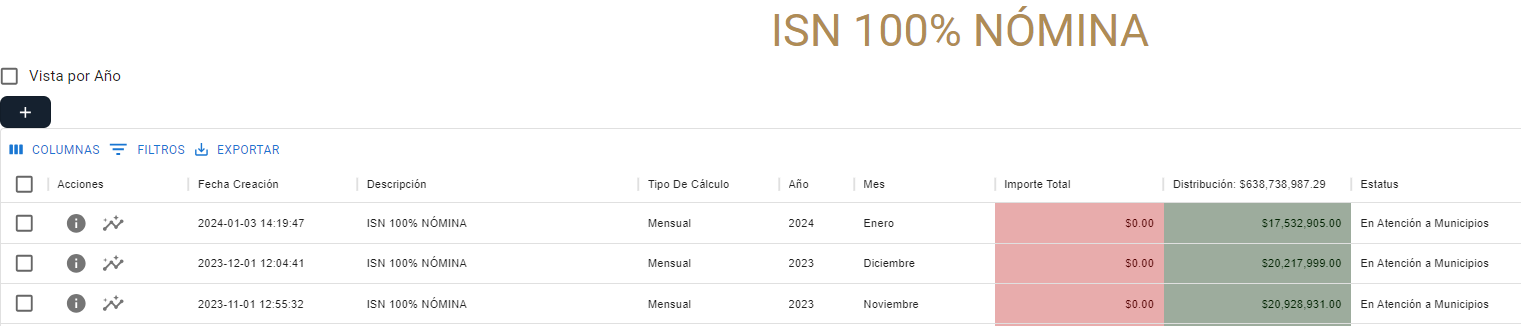 ISN 100% NÓMINA
Vista por Año
+
COLUMNAS FILTROS EXPORTAR
Acciones Fecha Creación Descripción Tipo De Cálculo Año Mes Importe Total Distribución: $638,738,987.29 Estatus
2024-01-03 14:19:47 ISN 100% NÓMINA Mensual 2024 Enero $0.00 $17,532,905.00 En Atención a Municipios
2023-12-01 12:04:41 ISN 100% NÓMINA Mensual 2023 Diciembre $0.00 $20,217,999.00 En Atención a Municipios
2023-11-01 12:55:32 ISN 100% NÓMINA Mensual 2023 Noviembre $0.00 $20,928,931.00 En Atención a Municipios